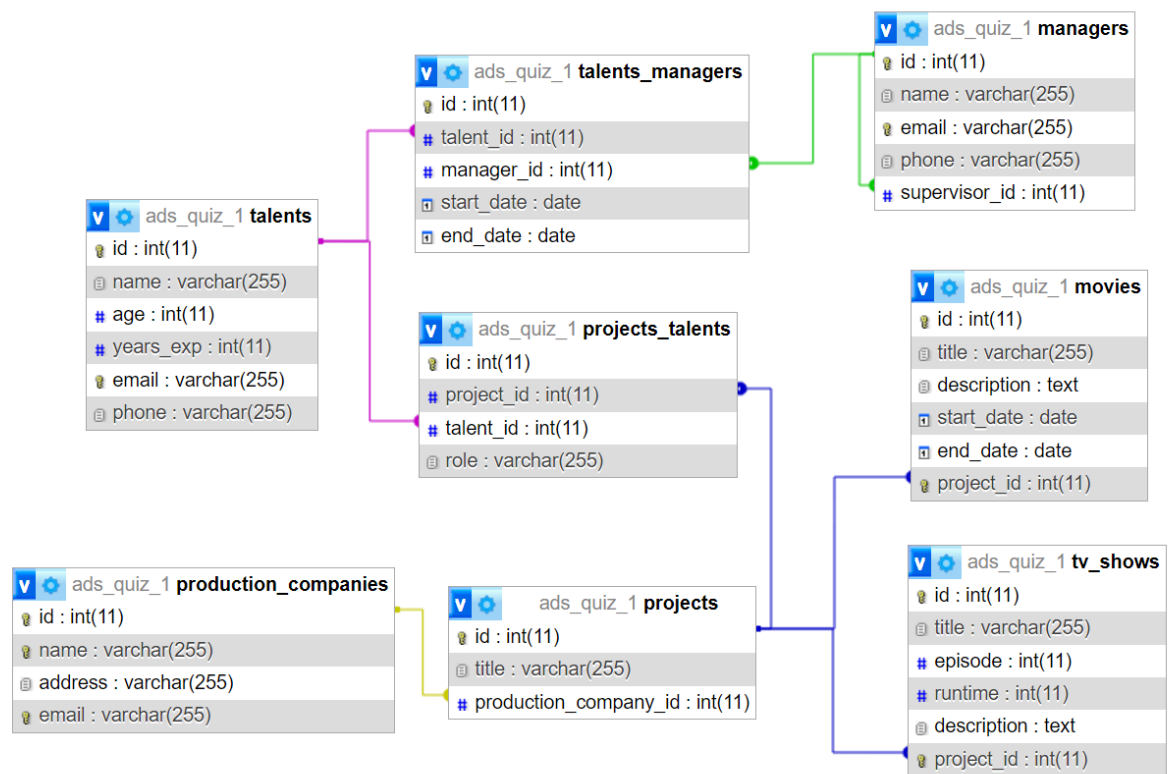 ads_quiz_1 managers
id : int(11)
name : varchar(255)
email : varchar(255)
phone : varchar(255)
supervisor_id : int(11)
ads_quiz_1 talents_managers
id : int(11)
talent_id : int(11)
manager_id : int(11)
start_date : date
end_date : date
ads_quiz_1 talents
id : int(11)
name : varchar(255)
age : int(11)
years_exp : int(11)
email : varchar(255)
phone : varchar(255)
ads_quiz_1 projects_talents
id : int(11)
project_id : int(11)
talent_id : int(11)
role : varchar(255)
ads_quiz_1 movies
id : int(11)
title : varchar(255)
description : text
start_date : date
end_date : date
project_id : int(11)
ads_quiz_1 production_companies
id : int(11)
name : varchar(255)
address : varchar(255)
email : varchar(255)
ads_quiz_1 projects
id : int(11)
title : varchar(255)
production_company_id : int(11)
ads_quiz_1 tv_shows
id : int(11)
title : varchar(255)
episode : int(11)
runtime : int(11)
description : text
project_id : int(11)